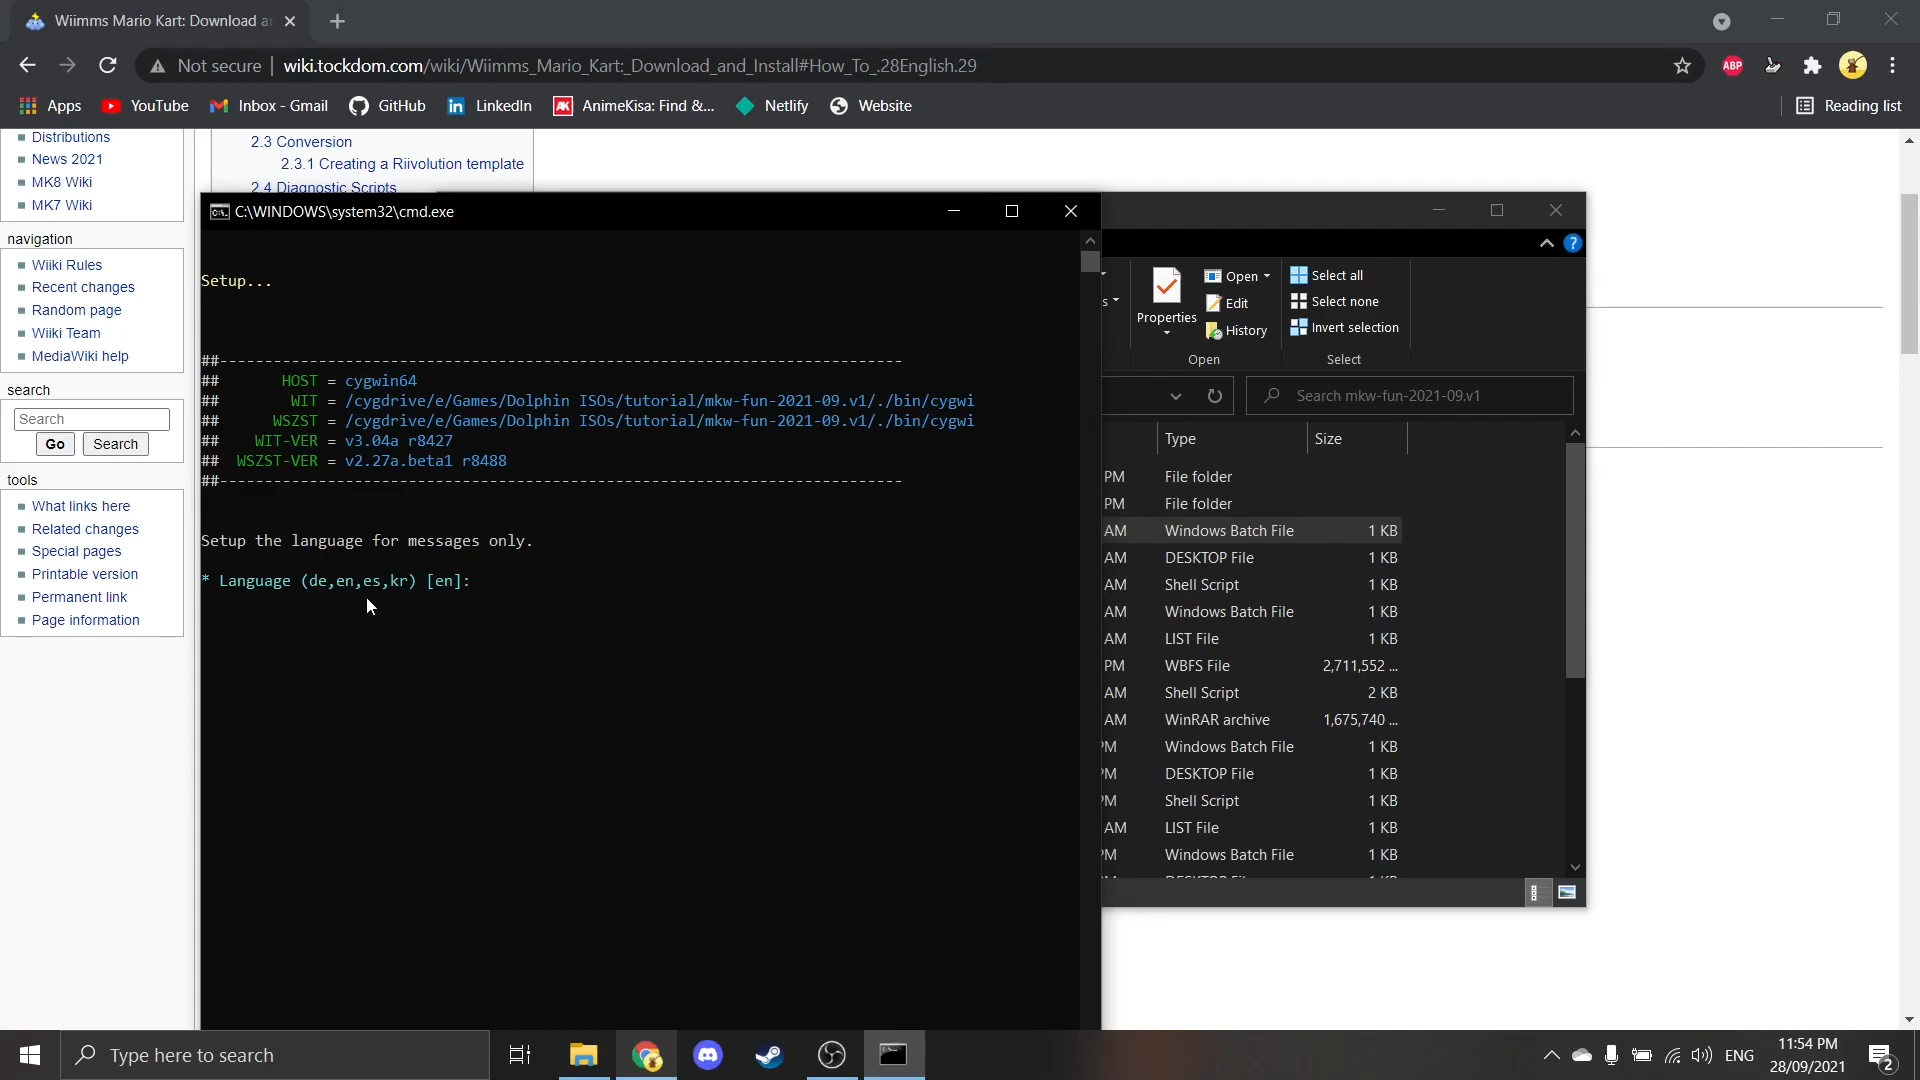 Wiimms Mario Kart: Download a
Not secure
wiki.tockdom.com/wiki/Wiimms_Mario_Kart:_Download_and_Install#How_To_.28English.29
ABP
Apps
YouTube
Inbox - Gmail
GitHub
LinkedIn
AnimeKisa: Find &...
Netlify
Website
Reading list
Distributions
News 2021
MK8 Wiki
MK7 Wiki
navigation
Wiiki Rules
Recent changes
Random page
Wiiki Team
MediaWiki help
search
Search
Go
Search
tools
What links here
Related changes
Special pages
Printable version
Permanent link
Page information
2.3 Conversion
2.3.1 Creating a Riivolution template
2.4 Diagnostic Scripts
C:\WINDOWS\system32\cmd.exe
Setup...
##----------------------------------------------------------------------------
## HOST = cygwin64
## WIT = /cygdrive/e/Games/Dolphin ISOs/tutorial/mkw-fun-2021-09.v1/./bin/cygwi
## WSZST = /cygdrive/e/Games/Dolphin ISOs/tutorial/mkw-fun-2021-09.v1/./bin/cygwi
## WIT-VER = v3.04a r8427
## WSZST-VER = v2.27a.beta1 r8488
##----------------------------------------------------------------------------
Setup the language for messages only.
* Language (de,en,es,kr) [en]:
Properties
Open
Edit
History
Open
Select all
Select none
Invert selection
Select
Search mkw-fun-2021-09.v1
Type Size
PM File folder
PM File folder
AM Windows Batch File 1 KB
AM DESKTOP File 1 KB
AM Shell Script 1 KB
AM Windows Batch File 1 KB
AM LIST File 1 KB
PM WBFS File 2,711,552 ...
AM Shell Script 2 KB
AM WinRAR archive 1,675,740 ...
PM Windows Batch File 1 KB
PM DESKTOP File 1 KB
PM Shell Script 1 KB
AM LIST File 1 KB
PM Windows Batch File 1 KB
Type here to search
ENG
11:54 PM
28/09/2021
2